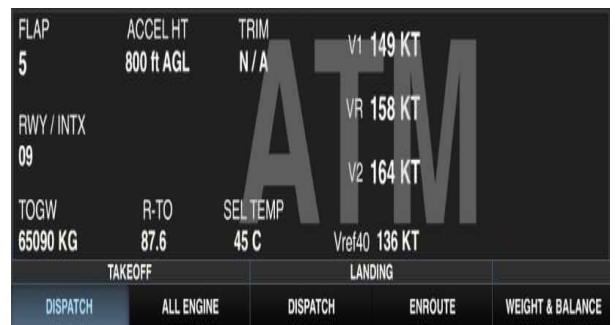 FLAP ACCEL HT TRIM V1 149 KT
5 800 ft AGL N/A
VR 158 KT
RWY / INTX
09
V2 164 KT
TOGW R-TO SEL TEMP
65090 KG 87.6 45 C Vref40 136 KT
ATM
TAKEOFF LANDING
DISPATCH ALL ENGINE DISPATCH ENROUTE WEIGHT & BALANCE